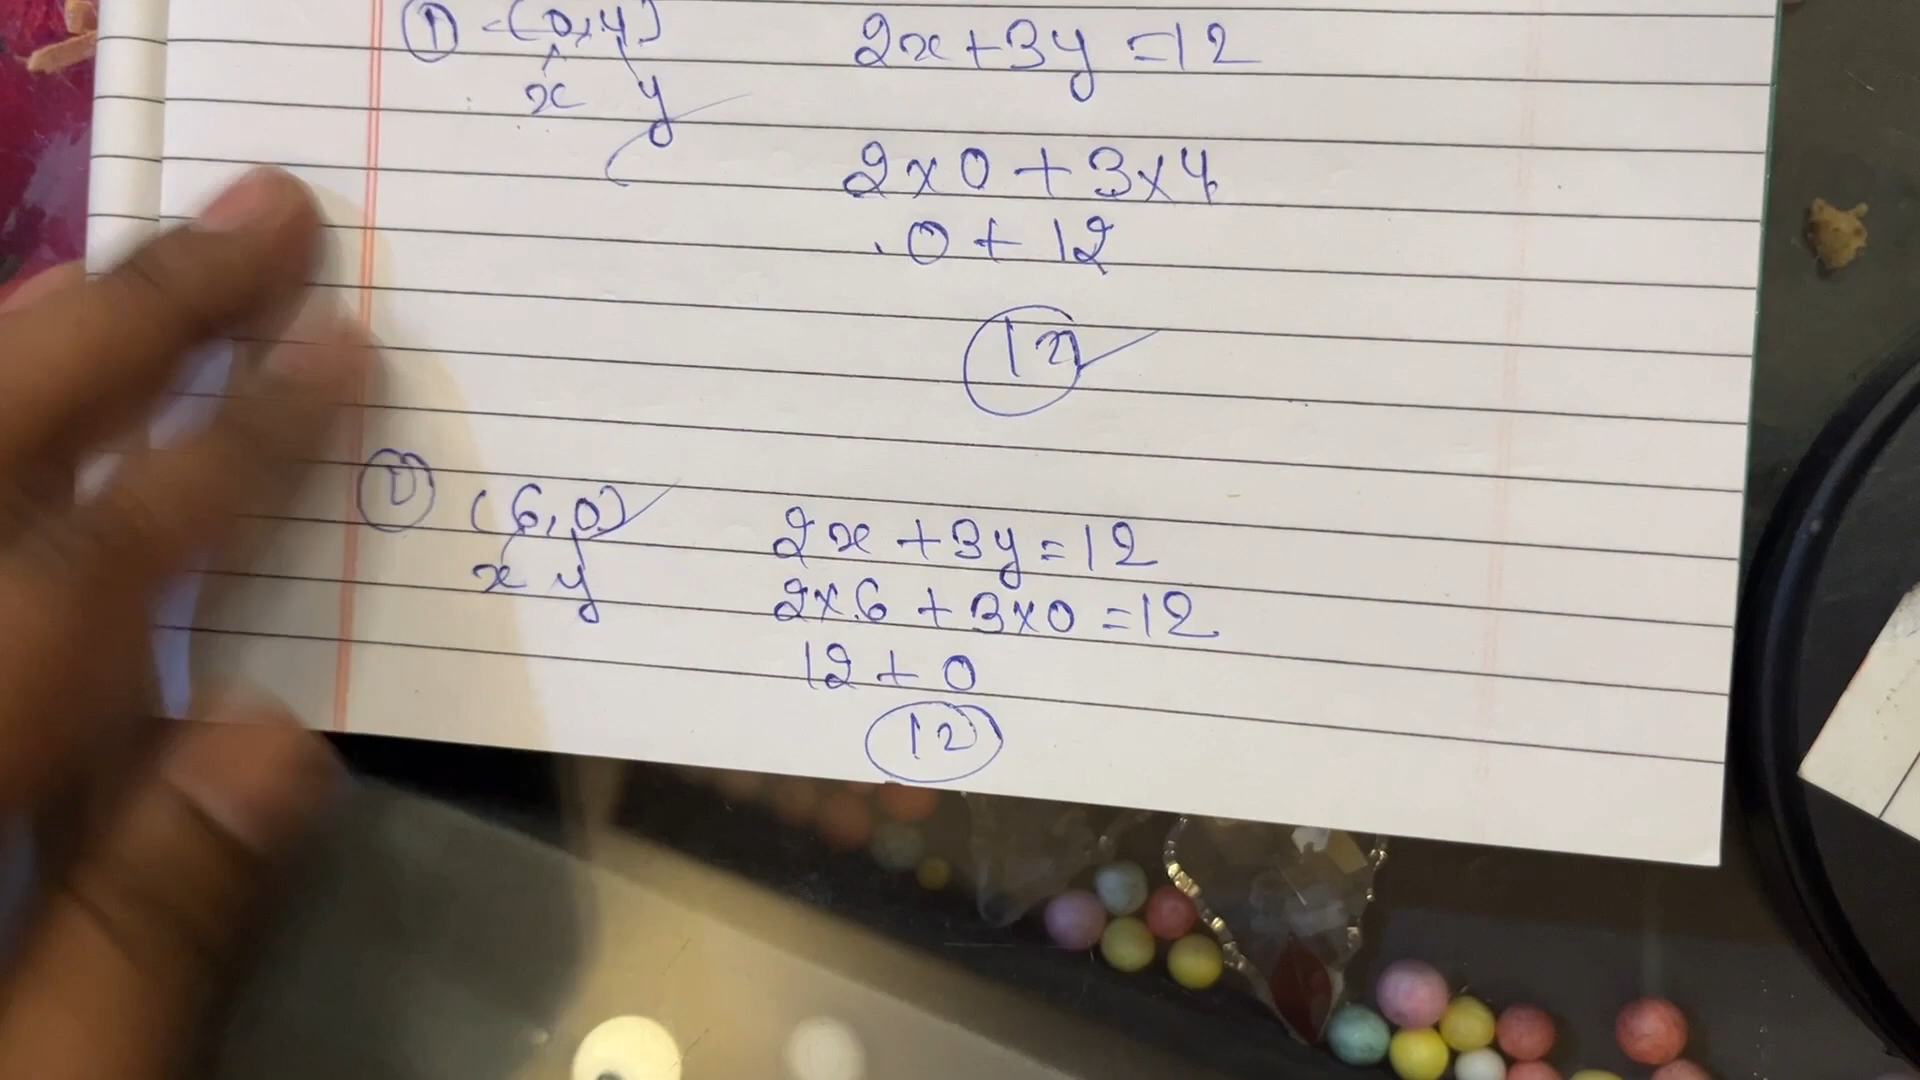 ① -(0,4) 2x+3y=12
x y
2×0+3×4
0+12
12
(6,0) 2x+3y=12
x y 2×6+3×0=12
12+0
12